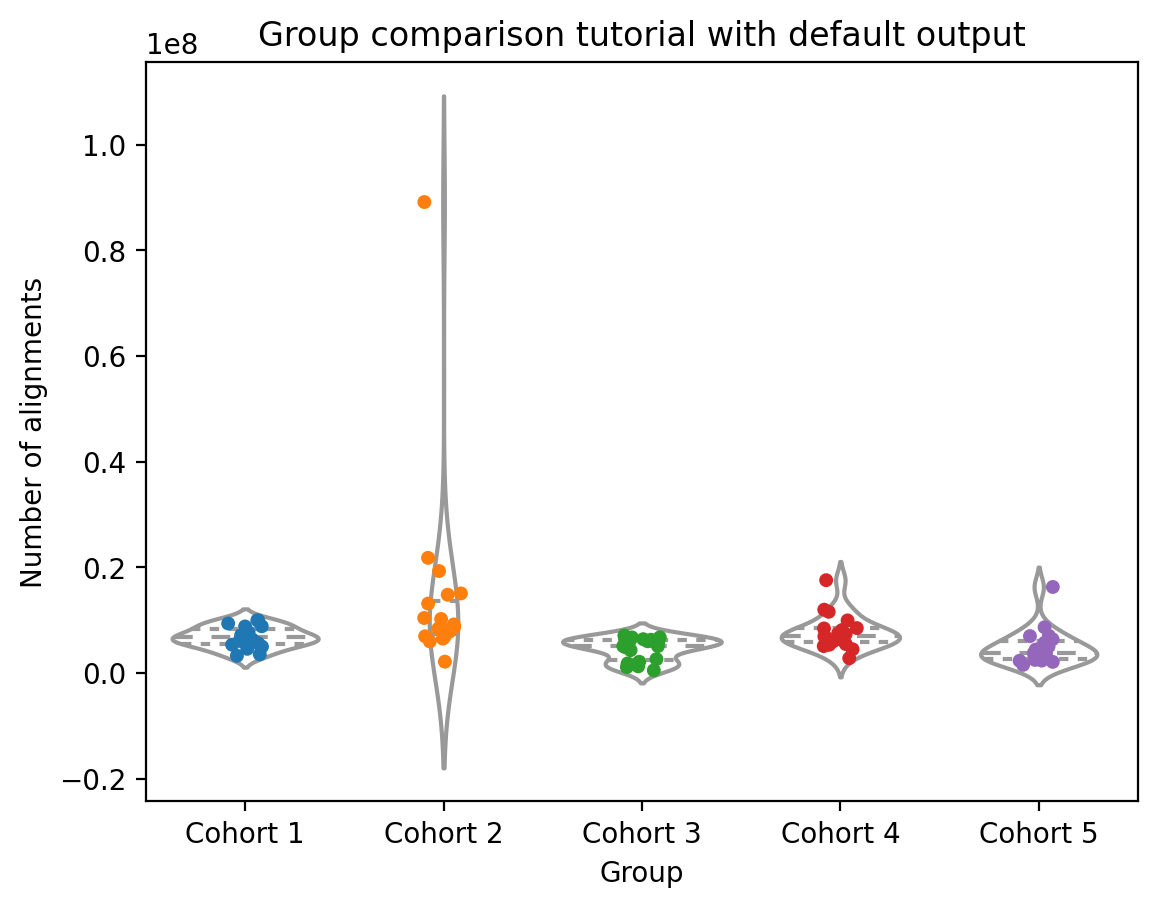 Group comparison tutorial with default output
1e8
1.0
0.8
0.6
0.4
0.2
0.0
−0.2
Number of alignments
Cohort 1
Cohort 2
Cohort 3
Cohort 4
Cohort 5
Group